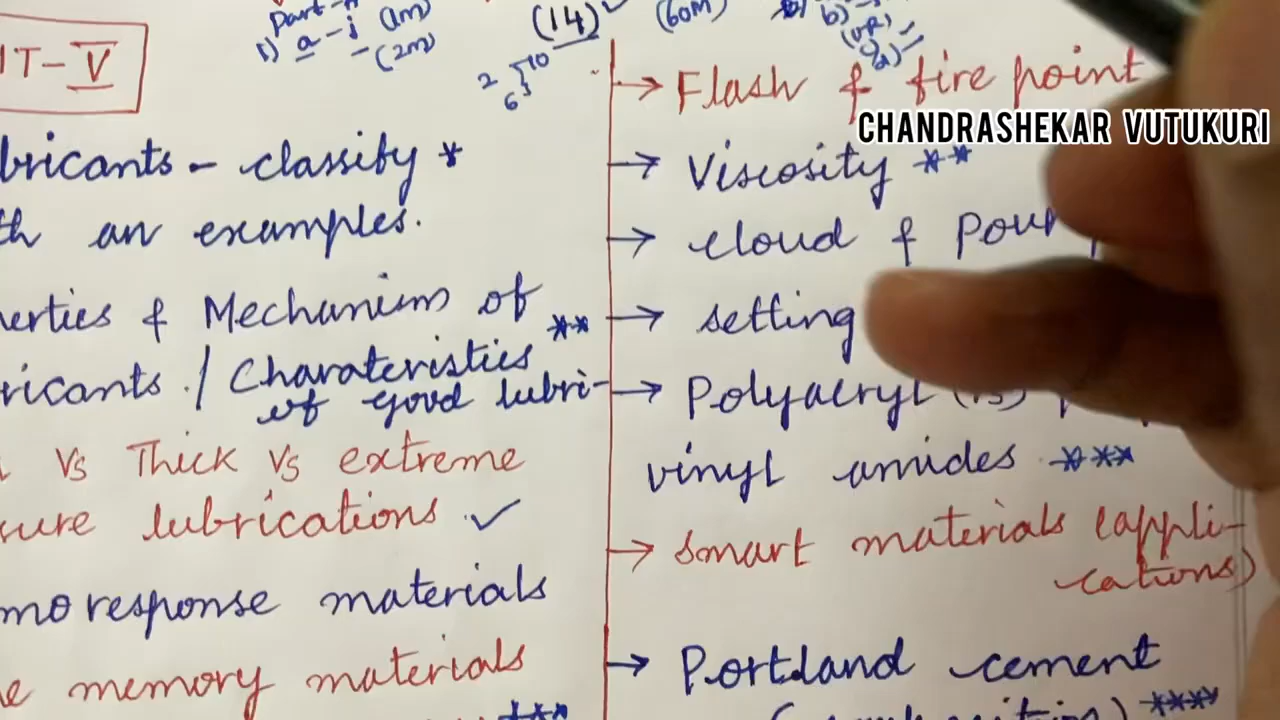 Part-A (1M)
1) a-j -(2M)
(14)
(60M)
b)
(OR)
2 5 10
6 3
IT-V
bricants - classify *
th an examples.
erties & Mechanism of
ricants. / Charateristics **
of good lubri-
Vs Thick Vs extreme
sure lubrications. ✓
mo response materials
e memory materials
***
→ Flash & fire point
CHANDRASHEKAR VUTUKURI
→ Viscosity **
→ cloud & Pour
→ setting
→ Polyacryl
vinyl amides ***
→ smart materials (appli-
cations)
→ Portland cement
****